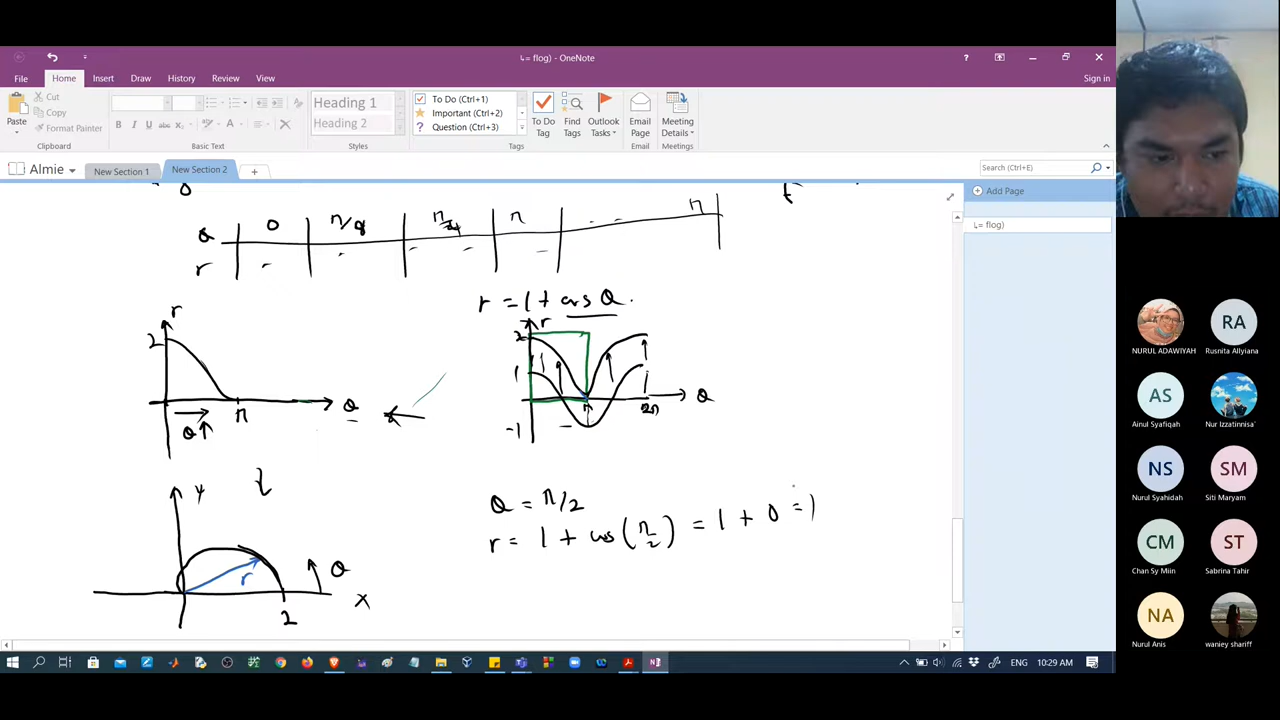 ↳= flog) - OneNote
?
File Home Insert Draw History Review View Sign in
Paste
Cut
Copy
Format Painter
Clipboard
B I U abc x₂ A
Basic Text
Heading 1
Heading 2
Styles
To Do (Ctrl+1)
Important (Ctrl+2)
Question (Ctrl+3)
Tags
To Do Tag
Find Tags
Outlook Tasks
Email Page
Email
Meeting Details
Meetings
Almie
New Section 1
New Section 2
+
Search (Ctrl+E)
Add Page
↳= flog)
θ 0 π/8 π π
r
r = 1 + cos θ.
r
2
θ
π
θ↑
r
2
1
-1
π
2π
θ
y
r
θ
x
2
θ = π/2
r = 1 + cos(π/2) = 1 + 0 = 1
NURUL ADAWIYAH
RA
Rusnita Allyiana
AS
Ainul Syafiqah
Nur Izzatinnisa'
NS
Nurul Syahidah
SM
Siti Maryam
CM
Chan Sy Miin
ST
Sabrina Tahir
NA
Nurul Anis
waniey shariff
ENG
10:29 AM